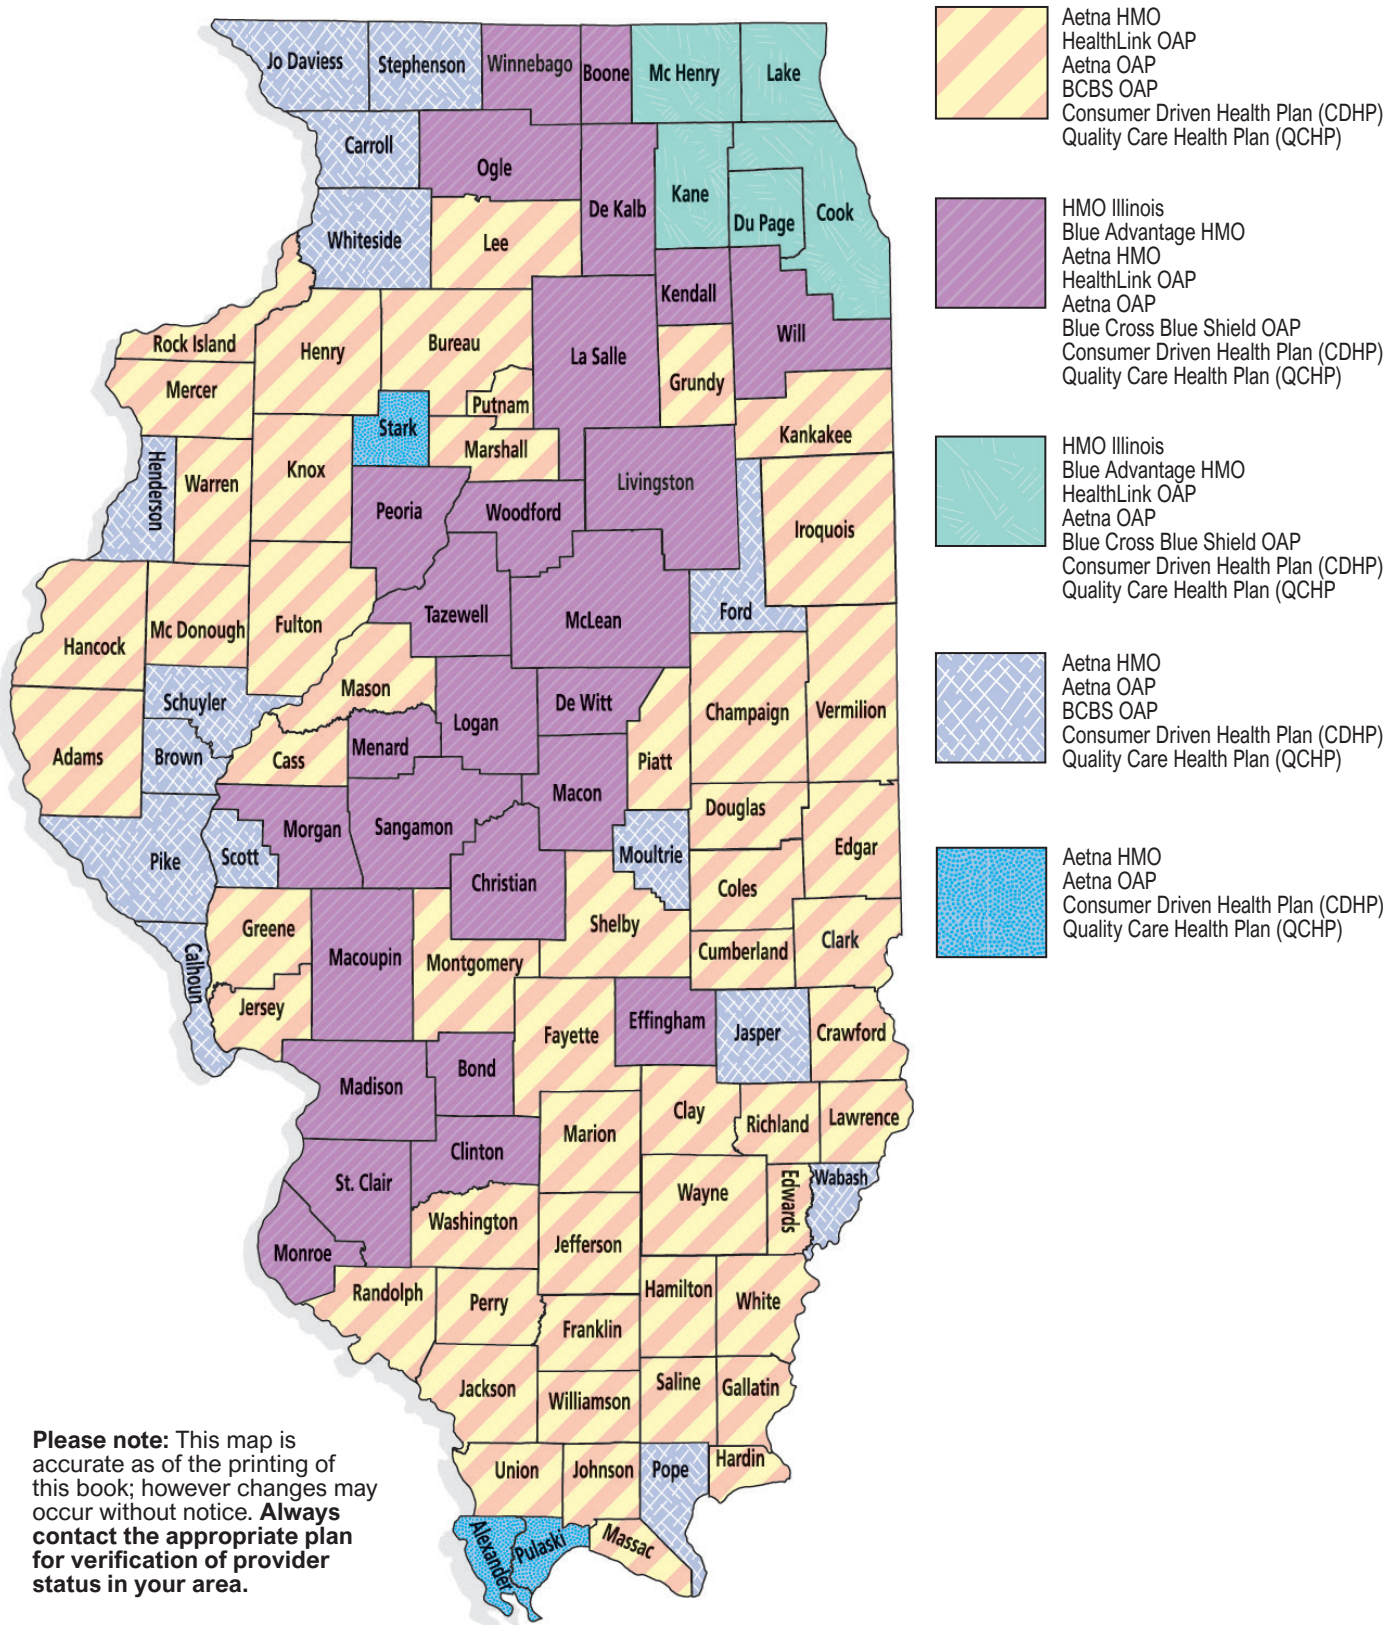 Jo Daviess
Stephenson
Winnebago
Boone
Mc Henry
Lake
Carroll
Ogle
De Kalb
Kane
Du Page
Cook
Whiteside
Lee
Kendall
Will
Rock Island
Henry
Bureau
La Salle
Grundy
Mercer
Putnam
Kankakee
Stark
Marshall
Henderson
Warren
Knox
Peoria
Woodford
Livingston
Iroquois
Hancock
Mc Donough
Fulton
Tazewell
McLean
Ford
Schuyler
Mason
Logan
De Witt
Champaign
Vermilion
Adams
Brown
Cass
Menard
Piatt
Macon
Douglas
Edgar
Pike
Scott
Morgan
Sangamon
Christian
Moultrie
Coles
Greene
Shelby
Macoupin
Montgomery
Cumberland
Clark
Calhoun
Jersey
Fayette
Effingham
Jasper
Crawford
Madison
Bond
Clay
Richland
Lawrence
Marion
Clinton
St. Clair
Wayne
Edwards
Wabash
Washington
Jefferson
Monroe
Randolph
Perry
Hamilton
White
Franklin
Jackson
Williamson
Saline
Gallatin
Union
Johnson
Pope
Hardin
Alexander
Pulaski
Massac
Aetna HMO
HealthLink OAP
Aetna OAP
BCBS OAP
Consumer Driven Health Plan (CDHP)
Quality Care Health Plan (QCHP)
HMO Illinois
Blue Advantage HMO
Aetna HMO
HealthLink OAP
Aetna OAP
Blue Cross Blue Shield OAP
Consumer Driven Health Plan (CDHP)
Quality Care Health Plan (QCHP)
HMO Illinois
Blue Advantage HMO
HealthLink OAP
Aetna OAP
Blue Cross Blue Shield OAP
Consumer Driven Health Plan (CDHP)
Quality Care Health Plan (QCHP
Aetna HMO
Aetna OAP
BCBS OAP
Consumer Driven Health Plan (CDHP)
Quality Care Health Plan (QCHP)
Aetna HMO
Aetna OAP
Consumer Driven Health Plan (CDHP)
Quality Care Health Plan (QCHP)
Please note: This map is
accurate as of the printing of
this book; however changes may
occur without notice. Always
contact the appropriate plan
for verification of provider
status in your area.